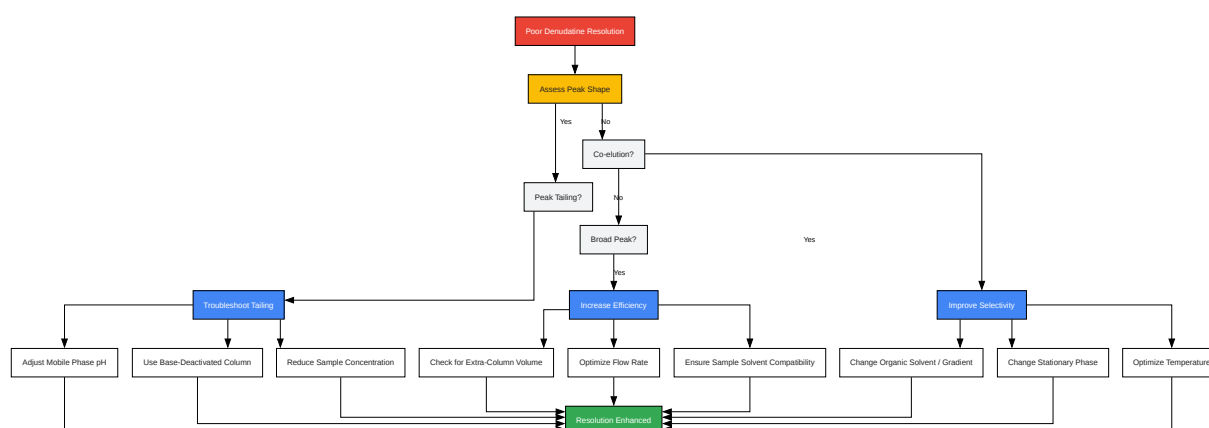 Poor Denudatine Resolution
Assess Peak Shape
Yes
No
Co-elution?
Peak Tailing?
No
Broad Peak?
Yes
Yes
Troubleshoot Tailing
Increase Efficiency
Improve Selectivity
Adjust Mobile Phase pH
Use Base-Deactivated Column
Reduce Sample Concentration
Check for Extra-Column Volume
Optimize Flow Rate
Ensure Sample Solvent Compatibility
Change Organic Solvent / Gradient
Change Stationary Phase
Optimize Temperature
Resolution Enhanced